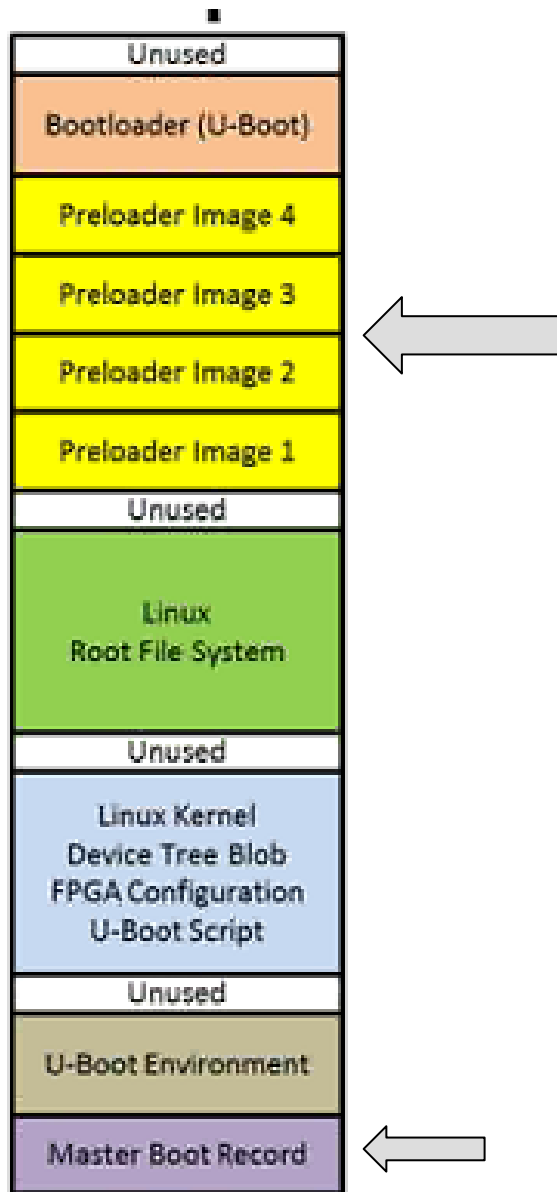 Unused
Bootloader (U-Boot)
Preloader Image 4
Preloader Image 3
Preloader Image 2
Preloader Image 1
Unused
Linux
Root File System
Unused
Linux Kernel
Device Tree Blob
FPGA Configuration
U-Boot Script
Unused
U-Boot Environment
Master Boot Record